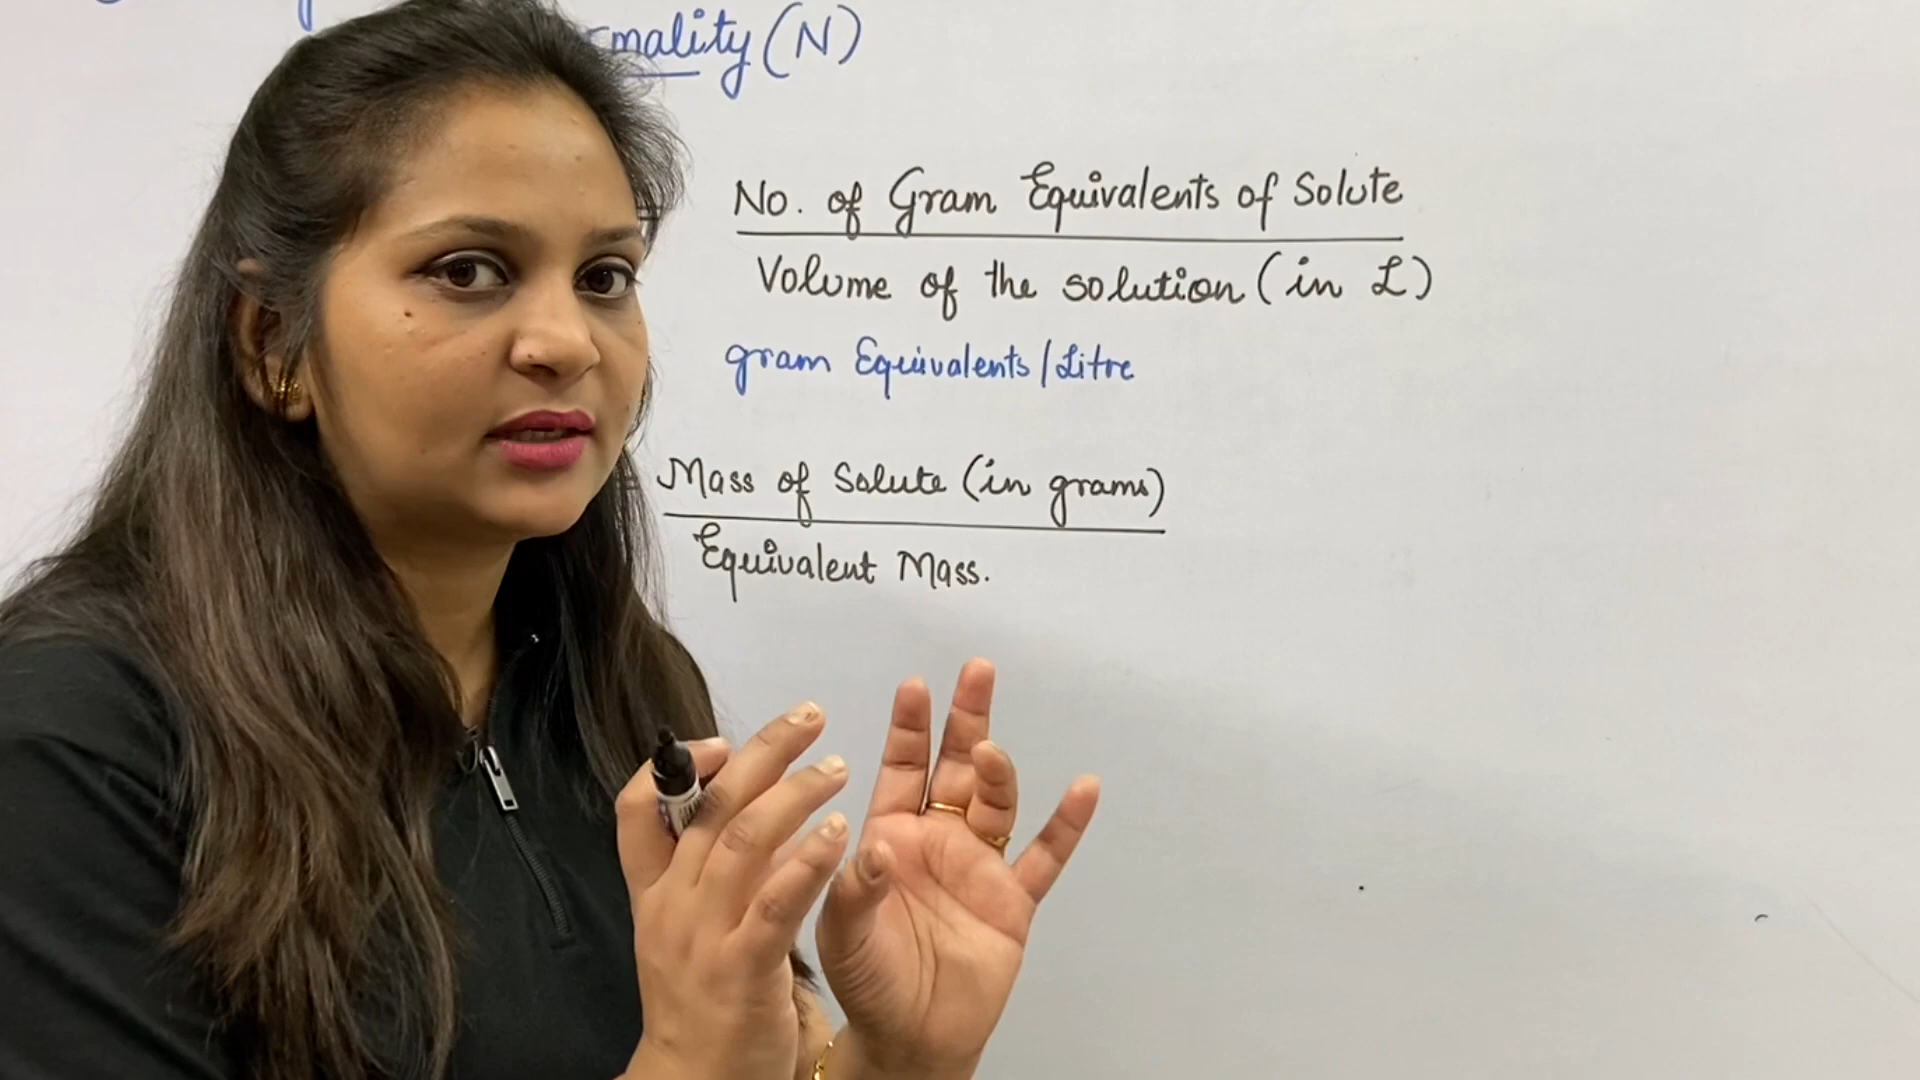 mality (N)
= No. of Gram Equivalents of Solute
Volume of the solution (in L)
gram Equivalents / Litre
= Mass of Solute (in grams)
Equivalent Mass.